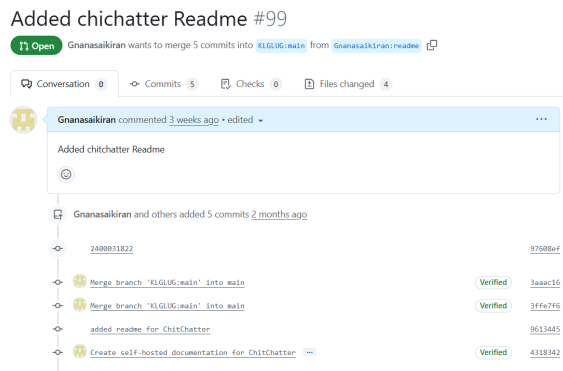 Added chichatter Readme #99
Open Gnanasaikiran wants to merge 5 commits into KLGLUG:main from Gnanasaikiran:readme
Conversation 0 Commits 5 Checks 0 Files changed 4
Gnanasaikiran commented 3 weeks ago • edited
Added chitchatter Readme
Gnanasaikiran and others added 5 commits 2 months ago
2400031822 97608ef
Merge branch 'KLGLUG:main' into main Verified 3aaac16
Merge branch 'KLGLUG:main' into main Verified 3ffe7f6
added readme for ChitChatter 9613445
Create self-hosted documentation for ChitChatter ... Verified 4318342